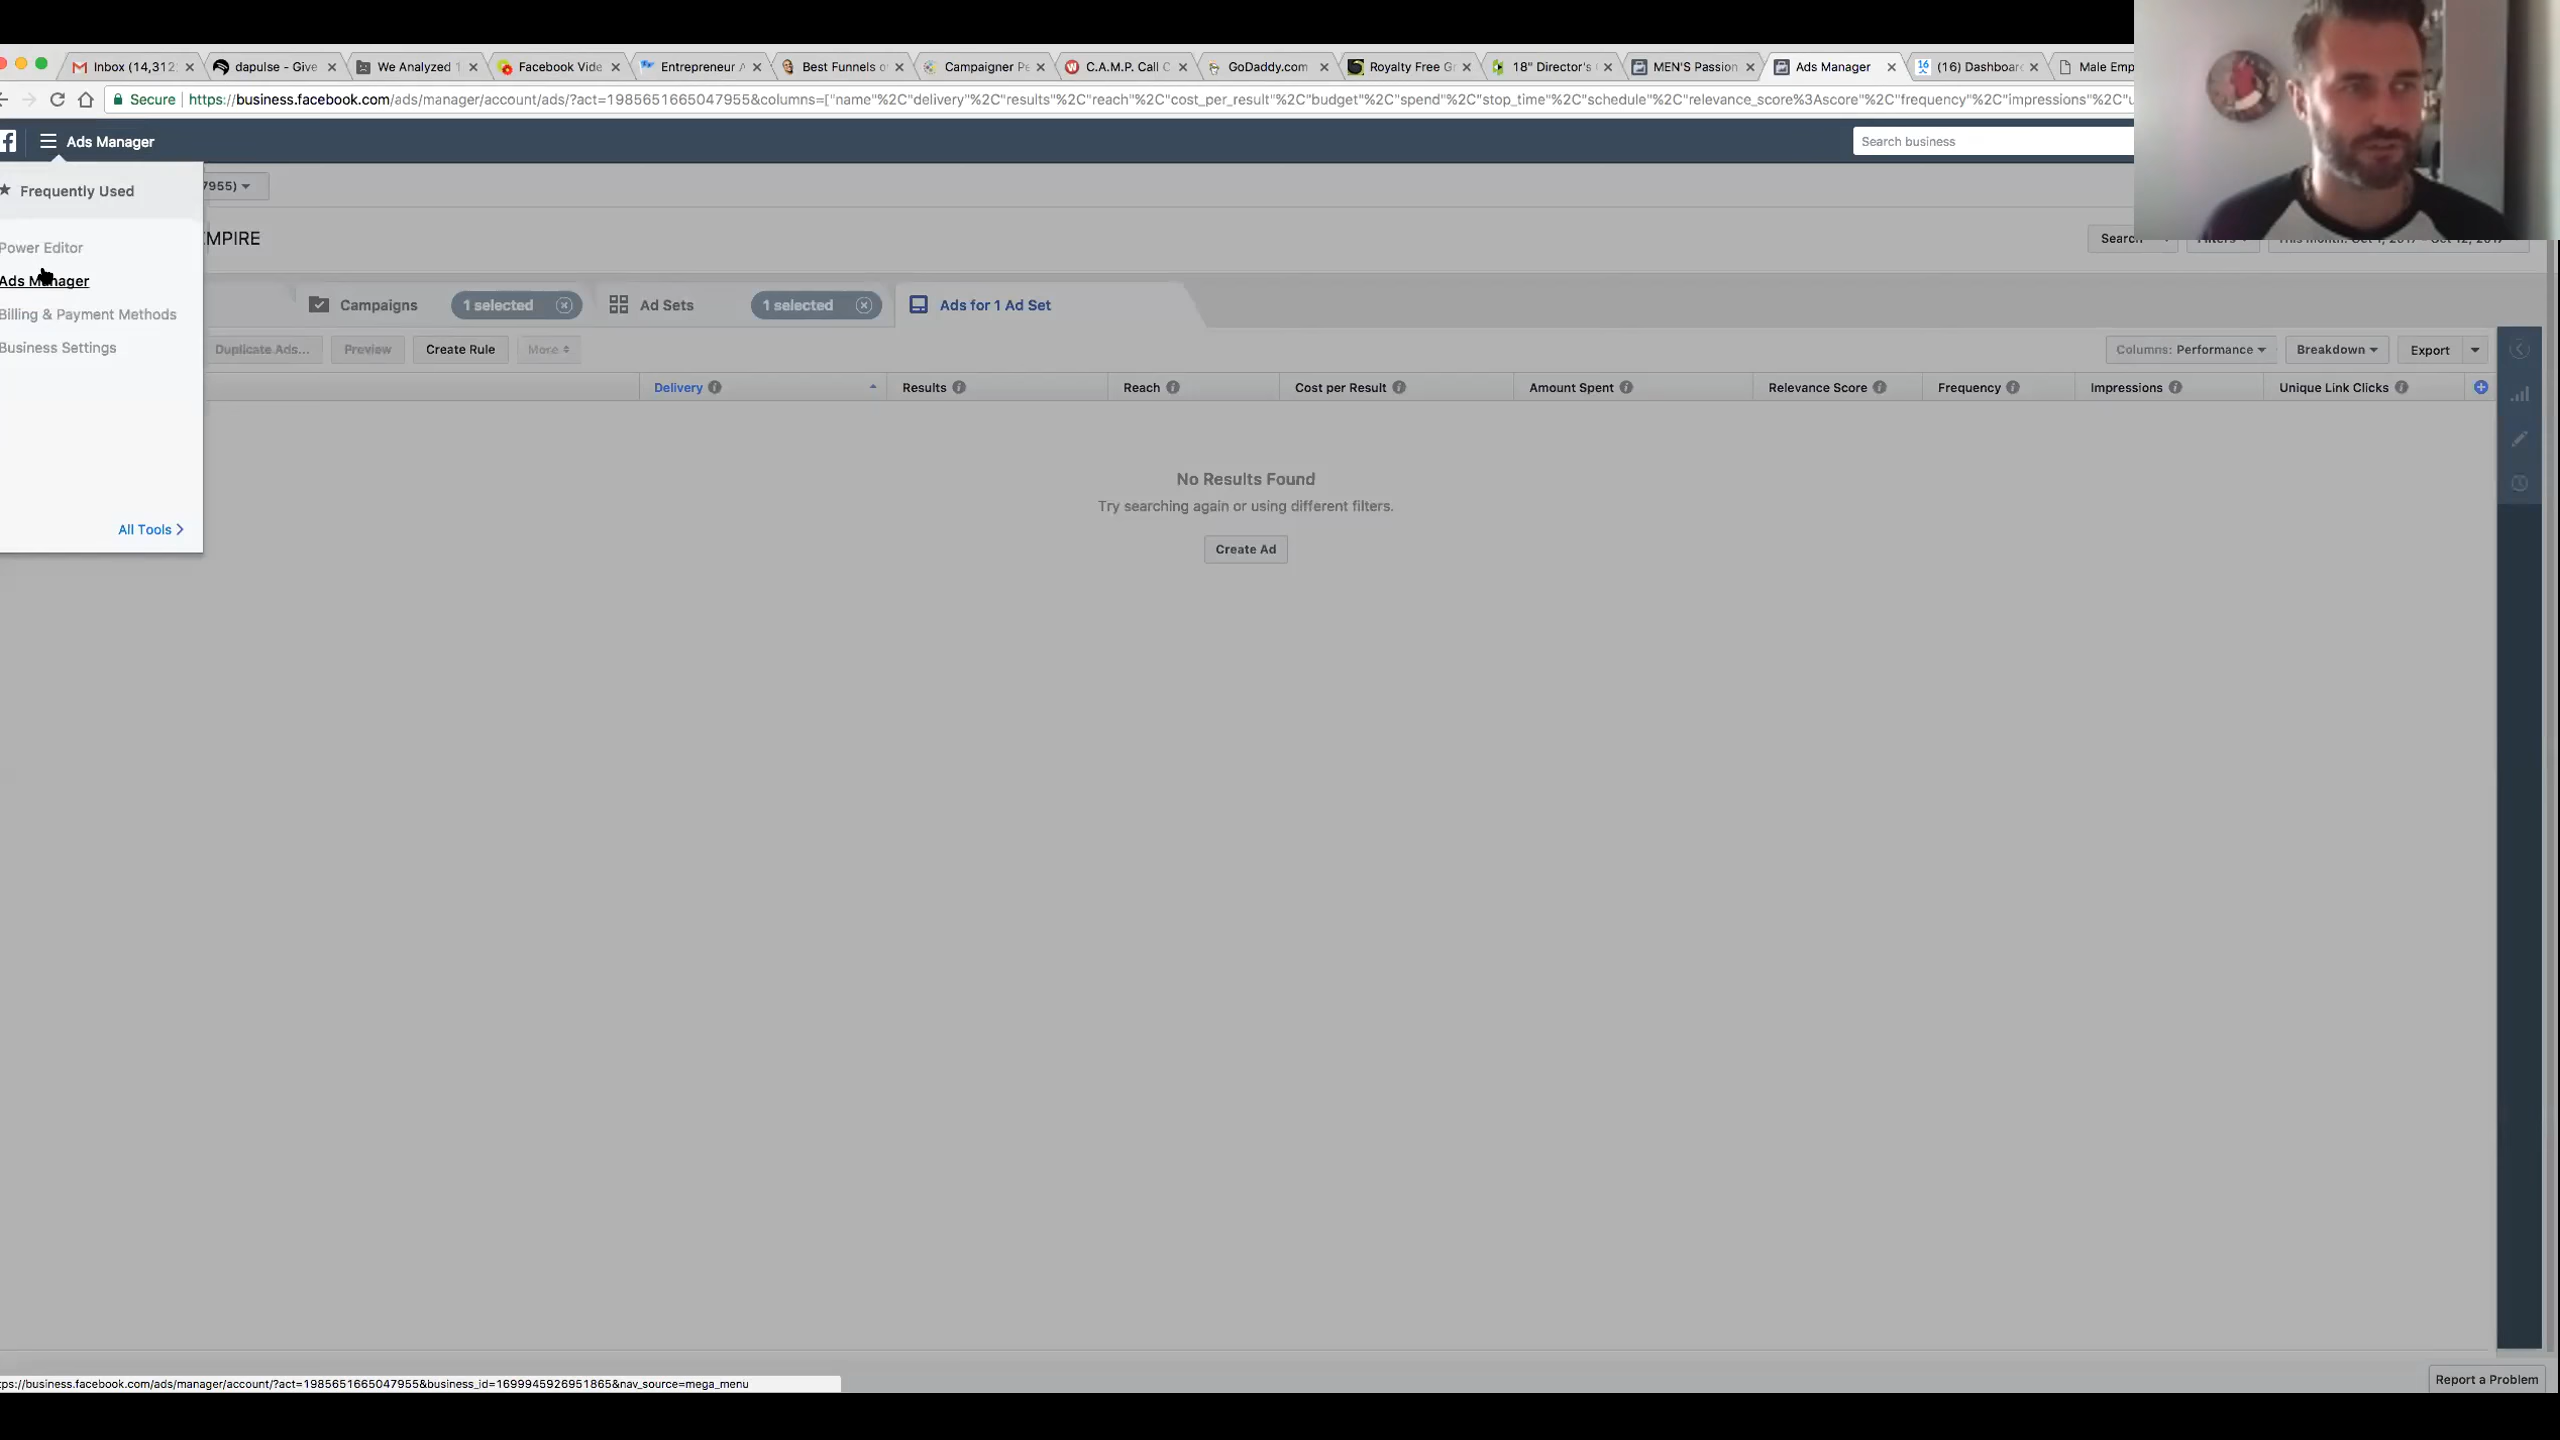 Inbox (14,312
dapulse - Give
We Analyzed
Facebook Vide
Entrepreneur
Best Funnels o
Campaigner Pe
C.A.M.P. Call C
GoDaddy.com
Royalty Free G
18" Director's
MEN'S Passion
Ads Manager
(16) Dashboar
Male Emp
Secure
https://business.facebook.com/ads/manager/account/ads/?act=1985651665047955&columns=["name"%2C"delivery"%2C"results"%2C"reach"%2C"cost_per_result"%2C"budget"%2C"spend"%2C"stop_time"%2C"schedule"%2C"relevance_score%3Ascore"%2C"frequency"%2C"impressions"%2C"u
Ads Manager
Search business
Frequently Used
7955)
Power Editor
EMPIRE
Search
Ads Manager
Billing & Payment Methods
Business Settings
All Tools
Campaigns
1 selected
Ad Sets
1 selected
Ads for 1 Ad Set
Duplicate Ads...
Preview
Create Rule
More
Columns: Performance
Breakdown
Export
Delivery
Results
Reach
Cost per Result
Amount Spent
Relevance Score
Frequency
Impressions
Unique Link Clicks
No Results Found
Try searching again or using different filters.
Create Ad
ps://business.facebook.com/ads/manager/account/?act=1985651665047955&business_id=1699945926951865&nav_source=mega_menu
Report a Problem